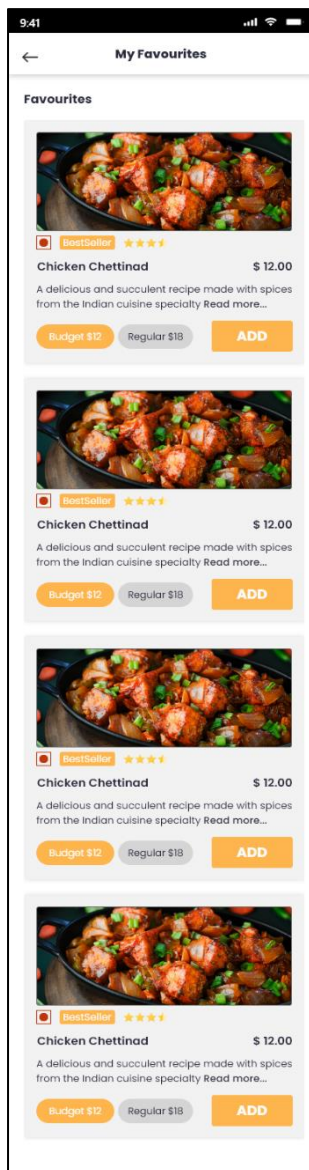 9:41
My Favourites
Favourites
BestSeller
Chicken Chettinad $ 12.00
A delicious and succulent recipe made with spices
from the Indian cuisine specialty Read more...
Budget $12 Regular $18 ADD
BestSeller
Chicken Chettinad $ 12.00
A delicious and succulent recipe made with spices
from the Indian cuisine specialty Read more...
Budget $12 Regular $18 ADD
BestSeller
Chicken Chettinad $ 12.00
A delicious and succulent recipe made with spices
from the Indian cuisine specialty Read more...
Budget $12 Regular $18 ADD
BestSeller
Chicken Chettinad $ 12.00
A delicious and succulent recipe made with spices
from the Indian cuisine specialty Read more...
Budget $12 Regular $18 ADD